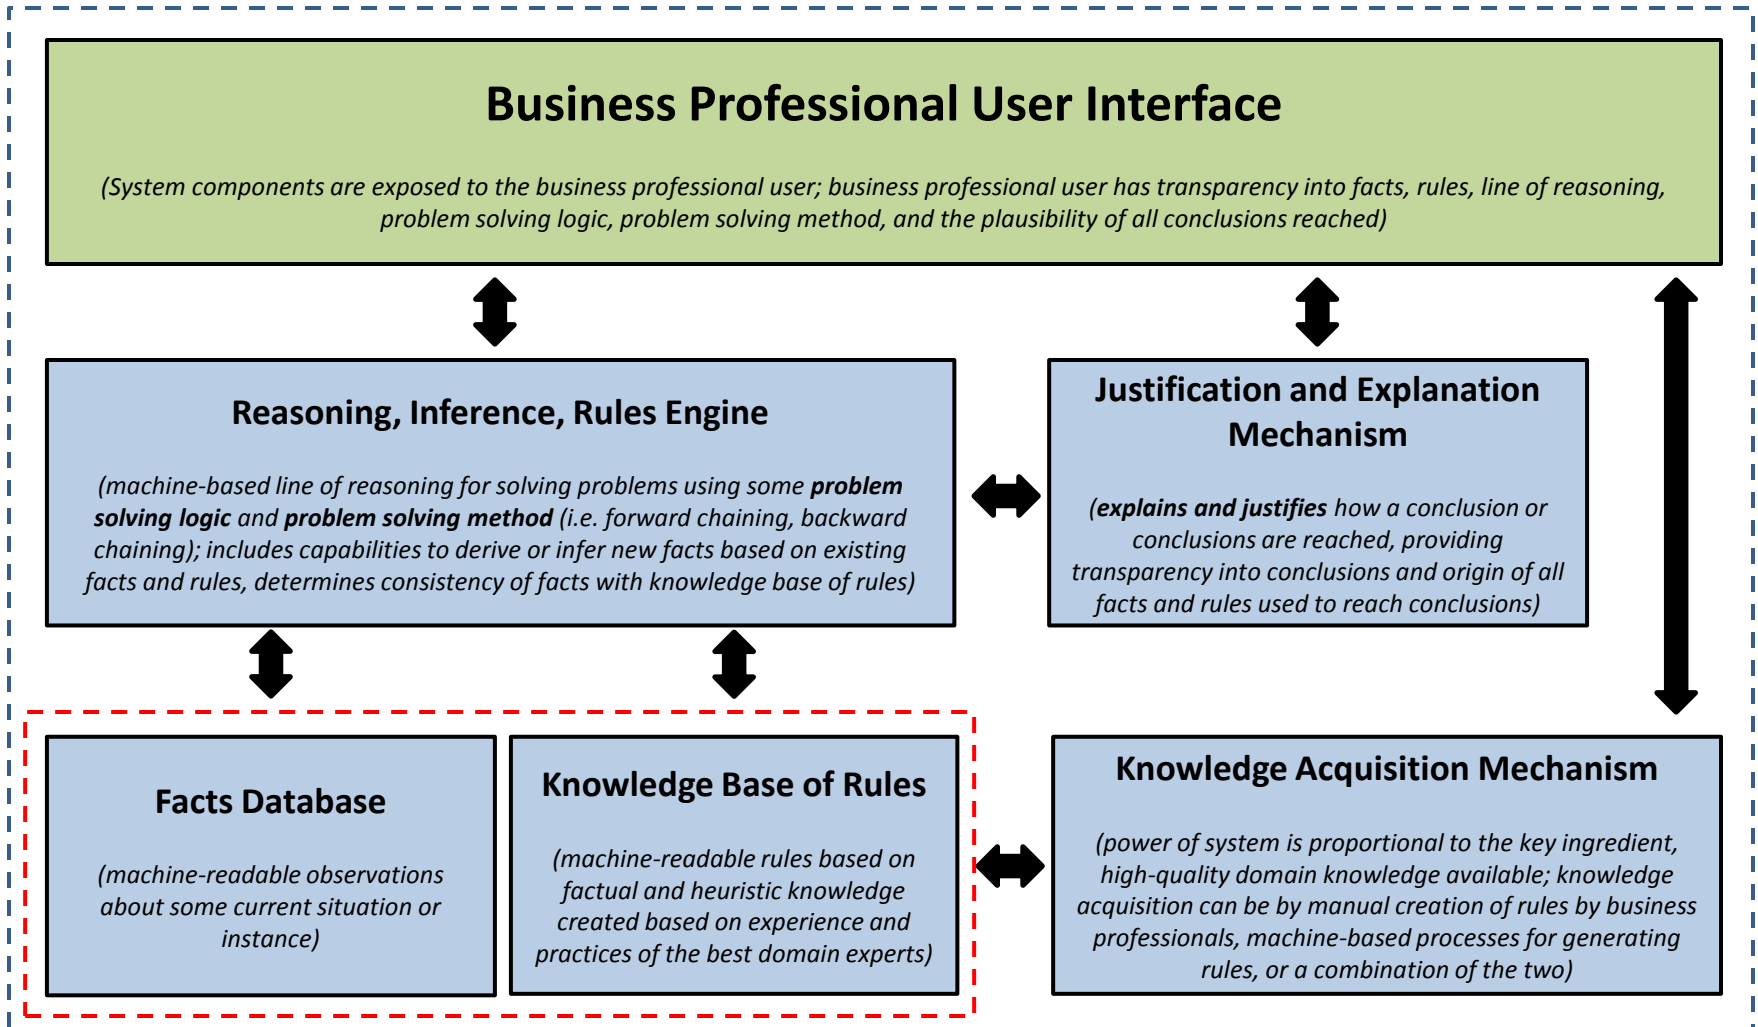 Business Professional User Interface
(System components are exposed to the business professional user; business professional user has transparency into facts, rules, line of reasoning,
problem solving logic, problem solving method, and the plausibility of all conclusions reached)
Reasoning, Inference, Rules Engine
(machine-based line of reasoning for solving problems using some problem
solving logic and problem solving method (i.e. forward chaining, backward
chaining); includes capabilities to derive or infer new facts based on existing
facts and rules, determines consistency of facts with knowledge base of rules)
Justification and Explanation
Mechanism
(explains and justifies how a conclusion or
conclusions are reached, providing
transparency into conclusions and origin of all
facts and rules used to reach conclusions)
Facts Database
(machine-readable observations
about some current situation or
instance)
Knowledge Base of Rules
(machine-readable rules based on
factual and heuristic knowledge
created based on experience and
practices of the best domain experts)
Knowledge Acquisition Mechanism
(power of system is proportional to the key ingredient,
high-quality domain knowledge available; knowledge
acquisition can be by manual creation of rules by business
professionals, machine-based processes for generating
rules, or a combination of the two)